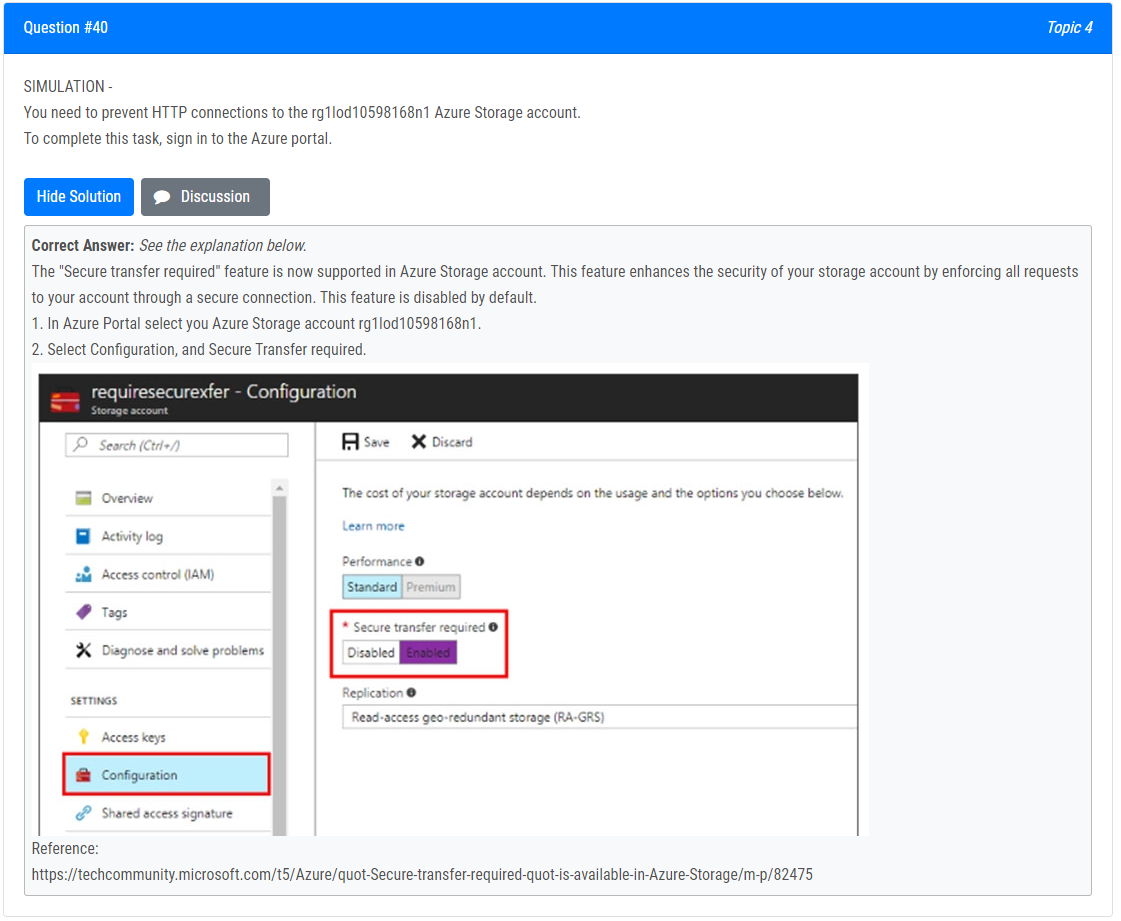 Question #40
Topic 4
SIMULATION -
You need to prevent HTTP connections to the rg1lod10598168n1 Azure Storage account.
To complete this task, sign in to the Azure portal.
Hide Solution
Discussion
Correct Answer: See the explanation below.
The "Secure transfer required" feature is now supported in Azure Storage account. This feature enhances the security of your storage account by enforcing all requests
to your account through a secure connection. This feature is disabled by default.
1. In Azure Portal select you Azure Storage account rg1lod10598168n1.
2. Select Configuration, and Secure Transfer required.
requiresecurexfer - Configuration
Storage account
Search (Ctrl+/)
Overview
Activity log
Access control (IAM)
Tags
Diagnose and solve problems
SETTINGS
Access keys
Configuration
Shared access signature
Save
Discard
The cost of your storage account depends on the usage and the options you choose below.
Learn more
Performance
Standard Premium
* Secure transfer required
Disabled Enabled
Replication
Read-access geo-redundant storage (RA-GRS)
Reference:
https://techcommunity.microsoft.com/t5/Azure/quot-Secure-transfer-required-quot-is-available-in-Azure-Storage/m-p/82475